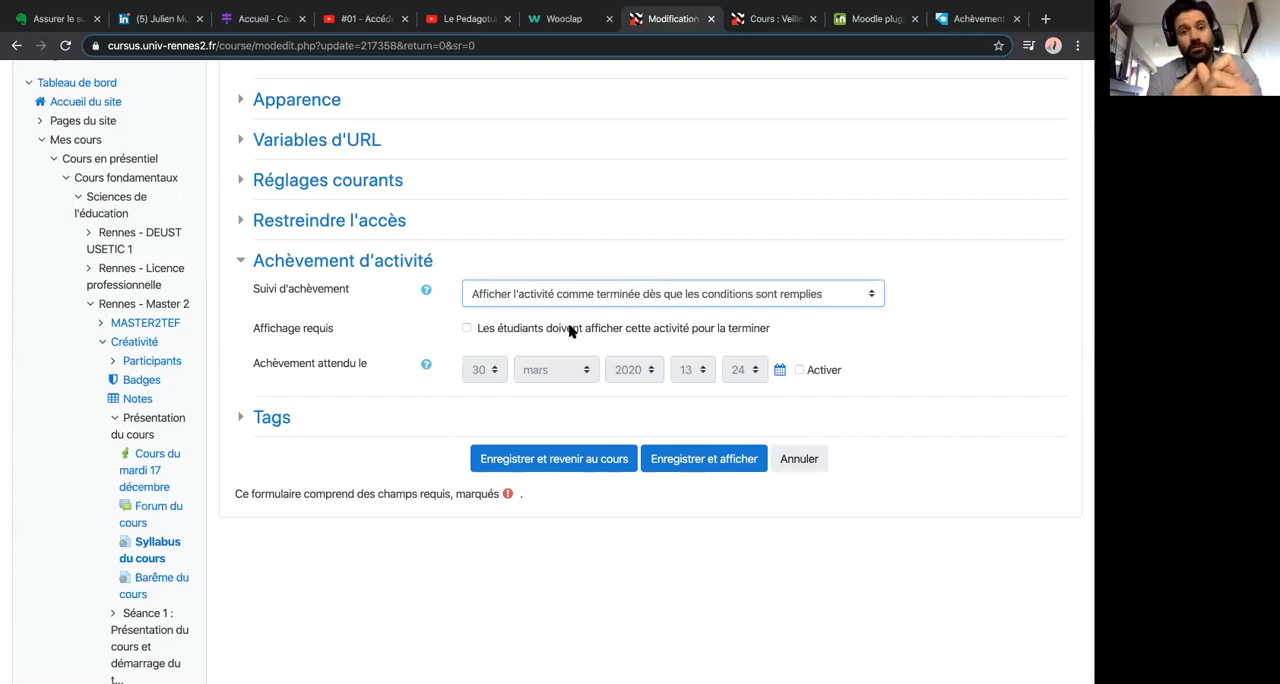 Assurer le su
(5) Julien Mo
Accueil - Ca
#01 - Accéde
Le Pedagotu
Wooclap
Modification
Cours : Veille
Moodle plug
Achèvement
cursus.univ-rennes2.fr/course/modedit.php?update=217358&return=0&sr=0
Tableau de bord
Accueil du site
Pages du site
Mes cours
Cours en présentiel
Cours fondamentaux
Sciences de
l'éducation
Rennes - DEUST
USETIC 1
Rennes - Licence
professionnelle
Rennes - Master 2
MASTER2TEF
Créativité
Participants
Badges
Notes
Présentation
du cours
Cours du
mardi 17
décembre
Forum du
cours
Syllabus
du cours
Barême du
cours
Séance 1 :
Présentation du
cours et
démarrage du
t...
Apparence
Variables d'URL
Réglages courants
Restreindre l'accès
Achèvement d'activité
Suivi d'achèvement
Afficher l'activité comme terminée dès que les conditions sont remplies
Affichage requis
Les étudiants doivent afficher cette activité pour la terminer
Achèvement attendu le
30 mars 2020 13 24 Activer
Tags
Enregistrer et revenir au cours Enregistrer et afficher Annuler
Ce formulaire comprend des champs requis, marqués .